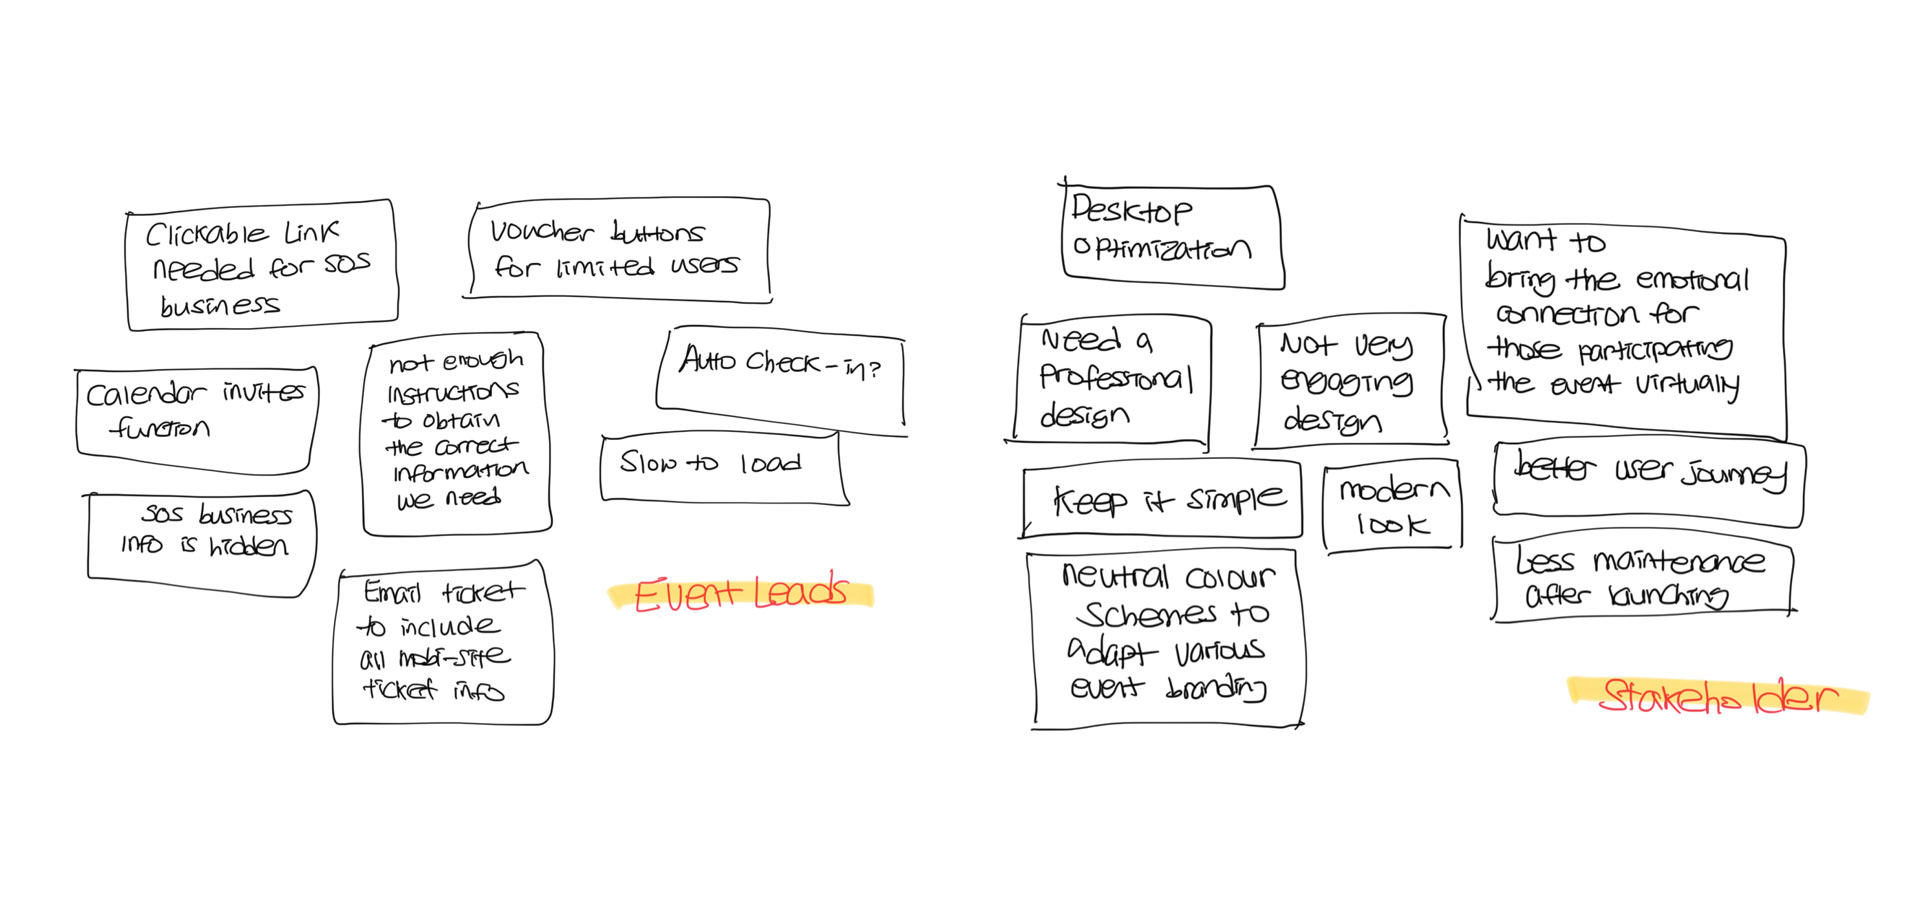 Clickable Link
needed for SOS
business
Voucher buttons
for limited users
Calendar invites
function
not enough
instructions
to obtain
the correct
information
we need
Auto check-in?
Slow to load
SOS business
info is hidden
Email ticket
to include
all mobi-site
ticket info
Event Leads
Desktop
optimization
Want to
bring the emotional
connection for
those participating
the event virtually
Need a
professional
design
Not very
engaging
design
Keep it simple
modern
look
better user journey
neutral colour
schemes to
adapt various
event branding
Less maintenance
after launching
Stakeholder